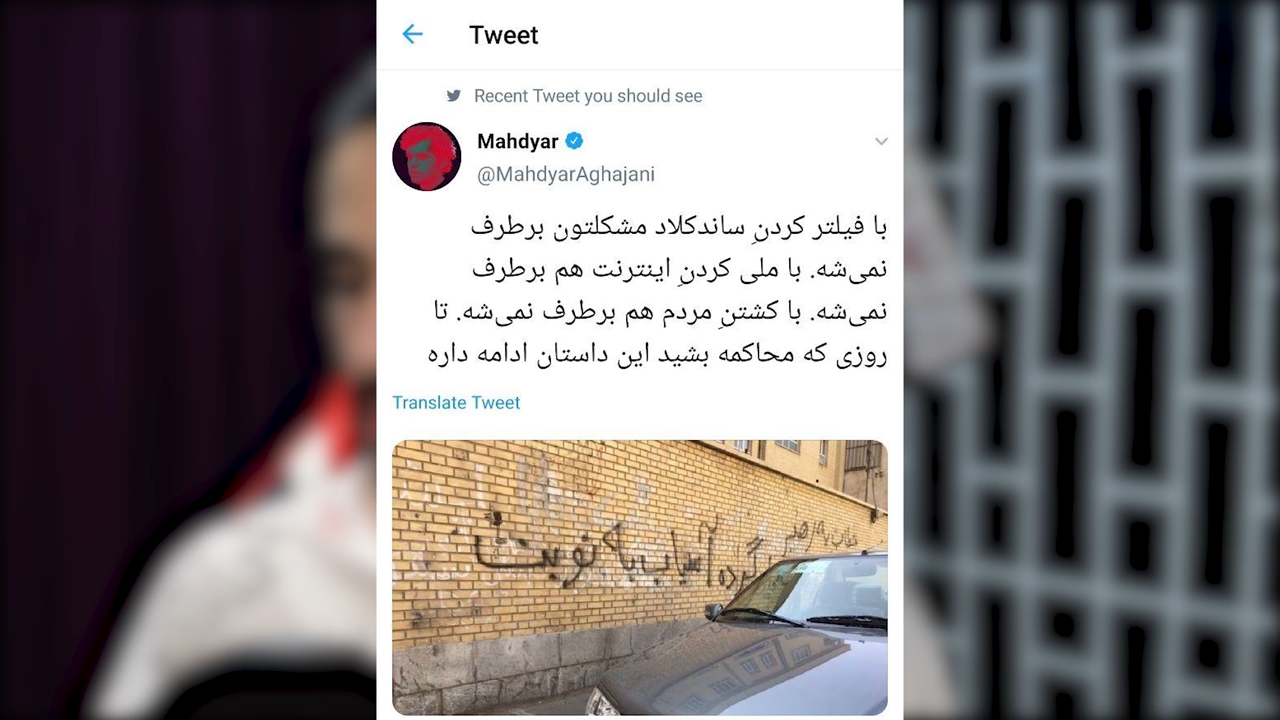 Tweet
Recent Tweet you should see
Mahdyar
@MahdyarAghajani
با فیلتر کردنِ ساندکلاد مشکلتون برطرف
نمی‌شه. با ملی کردنِ اینترنت هم برطرف
نمی‌شه. با کشتنِ مردم هم برطرف نمی‌شه. تا
روزی که محاکمه بشید این داستان ادامه داره
Translate Tweet
آسیاب به نوبت